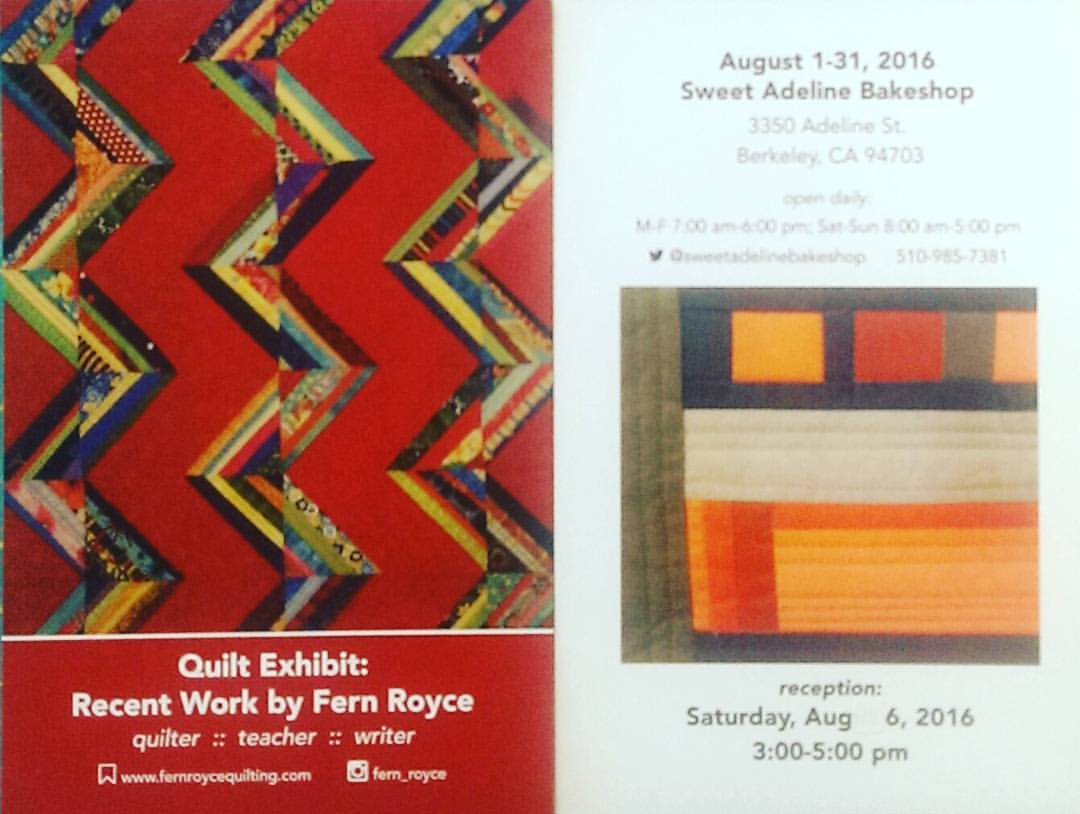 Quilt Exhibit:
Recent Work by Fern Royce
quilter :: teacher :: writer
www.fernroycequilting.com fern_royce
August 1-31, 2016
Sweet Adeline Bakeshop
3350 Adeline St.
Berkeley, CA 94703
open daily:
M-F 7:00 am-6:00 pm; Sat-Sun 8:00 am-5:00 pm
@sweetadelinebakeshop 510-985-7381
reception:
Saturday, Aug 6, 2016
3:00-5:00 pm